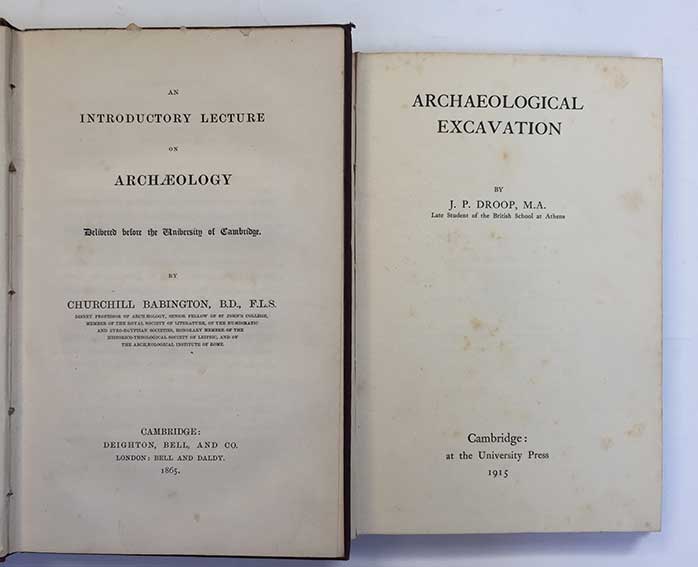 AN
INTRODUCTORY LECTURE
ON
ARCHÆOLOGY
Delivered before the University of Cambridge.
BY
CHURCHILL BABINGTON, B.D., F.L.S.
DISNEY PROFESSOR OF ARCHÆOLOGY, SENIOR FELLOW OF ST JOHN'S COLLEGE,
MEMBER OF THE ROYAL SOCIETY OF LITERATURE, OF THE NUMISMATIC
AND SYRO-EGYPTIAN SOCIETIES, HONORARY MEMBER OF THE
HISTORICO-THEOLOGICAL SOCIETY OF LEIPSIC, AND OF
THE ARCHÆOLOGICAL INSTITUTE OF ROME.
CAMBRIDGE:
DEIGHTON, BELL, AND CO.
LONDON: BELL AND DALDY.
1865.
ARCHAEOLOGICAL
EXCAVATION
BY
J. P. DROOP, M.A.
Late Student of the British School at Athens
Cambridge:
at the University Press
1915